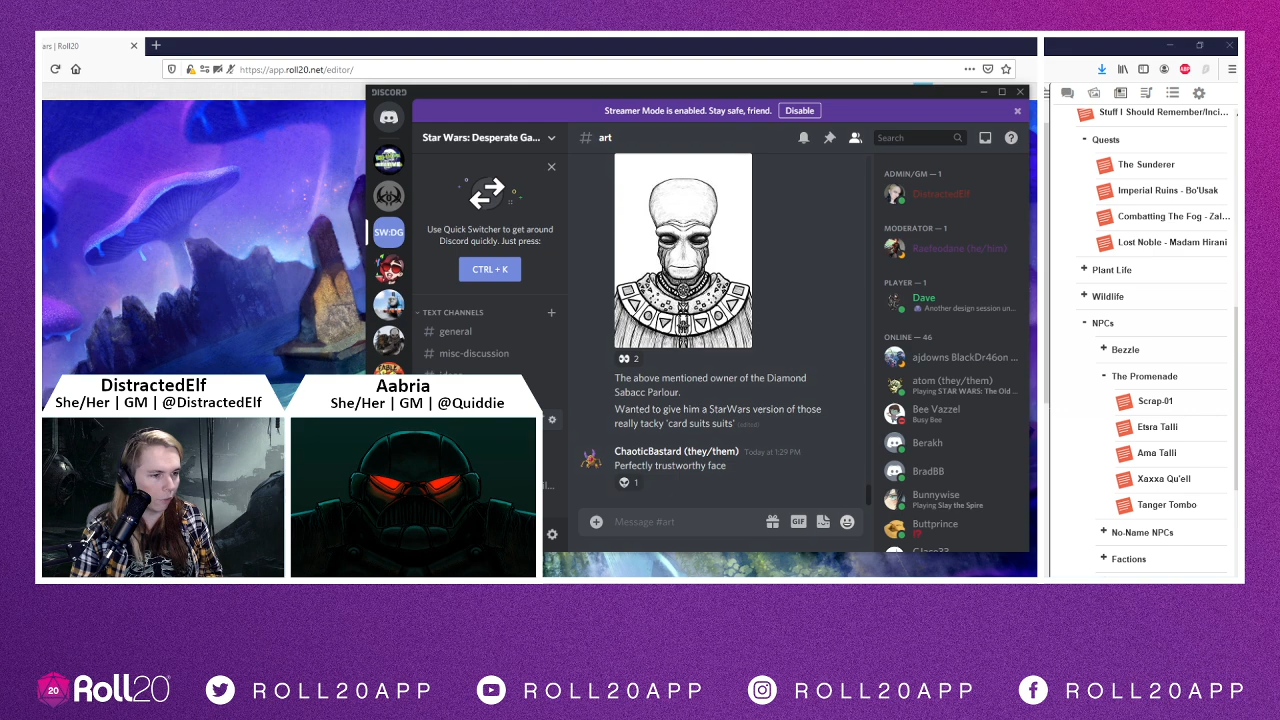 ars | Roll20
https://app.roll20.net/editor/
DISCORD
Streamer Mode is enabled. Stay safe, friend.
Disable
Star Wars: Desperate Ga...
# art
Search
Use Quick Switcher to get around
Discord quickly. Just press:
CTRL + K
SW:DG
TEXT CHANNELS
# general
# misc-discussion
2
The above mentioned owner of the Diamond
Sabacc Parlour.
Wanted to give him a StarWars version of those
really tacky 'card suits suits' (edited)
ChaoticBastard (they/them) Today at 1:29 PM
Perfectly trustworthy face
1
Message #art
GIF
ADMIN/GM — 1
DistractedElf
MODERATOR — 1
Rasfeodane (he/him)
PLAYER — 1
Dave
Another design session un...
ONLINE — 46
ajdowns BlackDr46on ...
atom (they/them)
Playing STAR WARS: The Old ...
Bee Vazzel
Busy Bee
Berakh
BradBB
Bunnywise
Playing Slay the Spire
Buttprince
ABP
Stuff I Should Remember/Inci...
Quests
The Sunderer
Imperial Ruins - Bo'Usak
Combatting The Fog - Zal...
Lost Noble - Madam Hirani
Plant Life
Wildlife
NPCs
Bezzle
The Promenade
Scrap-01
Etsra Talli
Ama Talli
Xaxxa Qu'ell
Tanger Tombo
No-Name NPCs
Factions
DistractedElf
She/Her | GM | @DistractedElf
Aabria
She/Her | GM | @Quiddie
20
Roll20
ROLL20APP
ROLL20APP
ROLL20APP
ROLL20APP